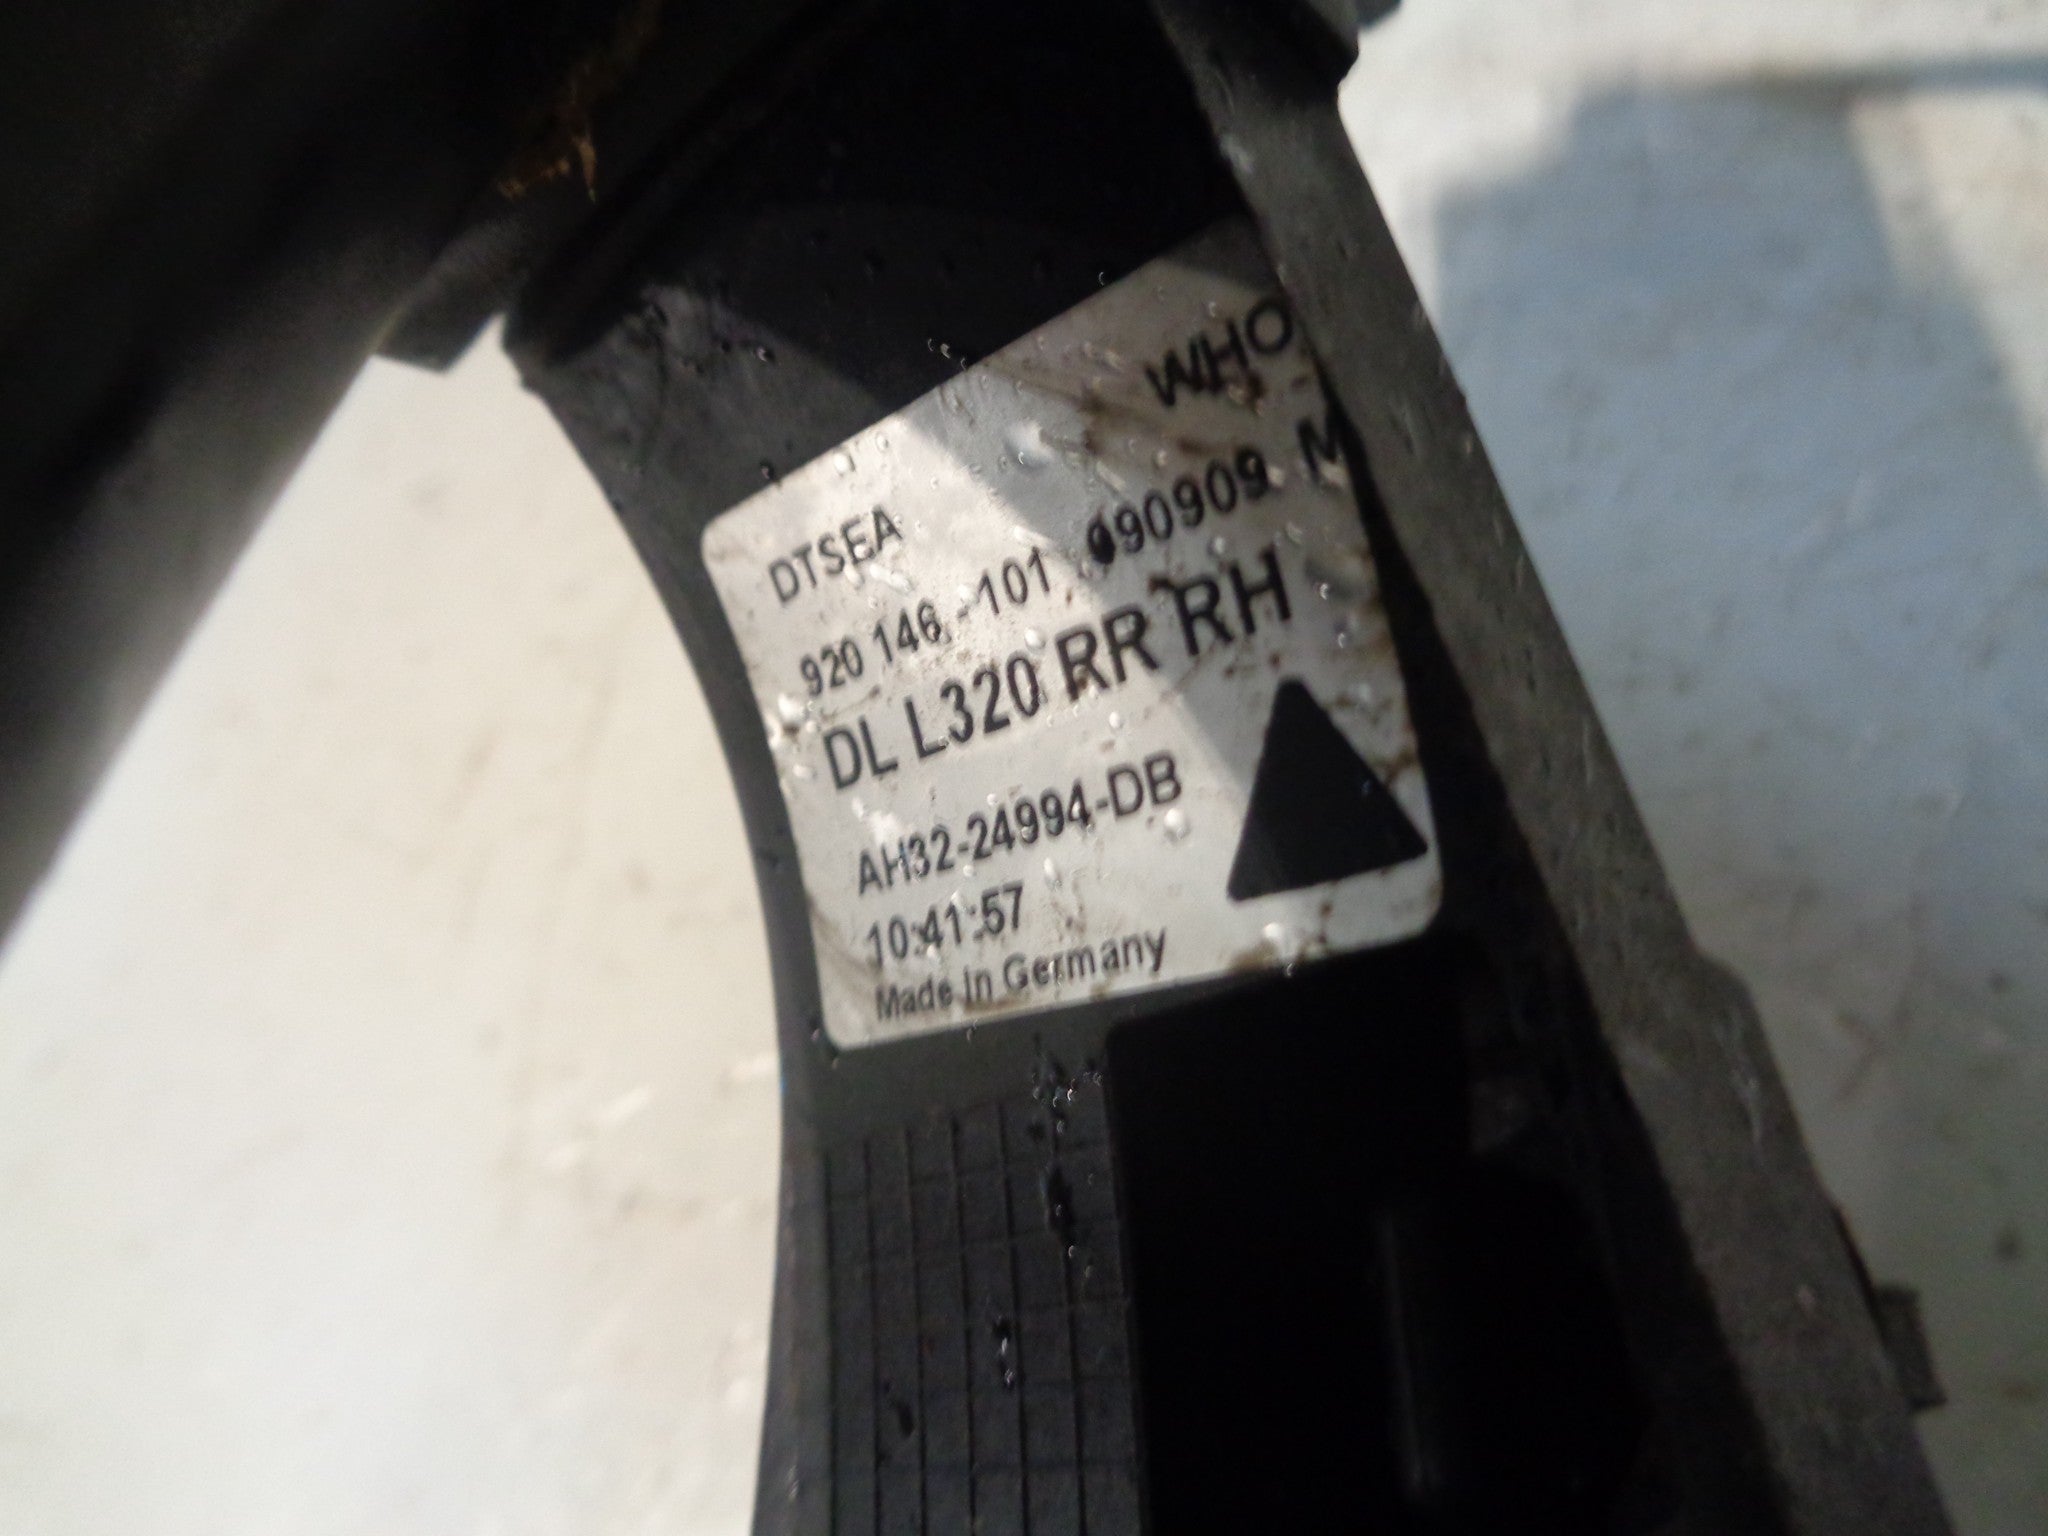 WHO
DTSEA
920 146 -101 090909 M
DL L320 RR RH
AH32-24994-DB
10:41:57
Made In Germany